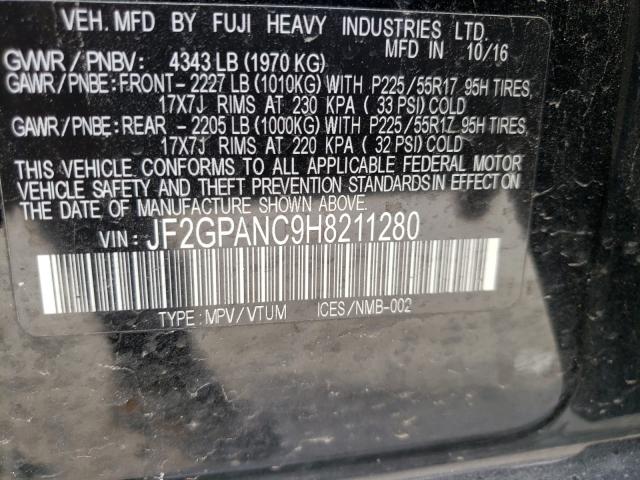 VEH. MFD BY FUJI HEAVY INDUSTRIES LTD.
MFD IN 10/16
GVWR / PNBV: 4343 LB (1970 KG)
GAWR/PNBE: FRONT-2227 LB (1010KG) WITH P225/55R17 95H TIRES,
17X7J RIMS AT 230 KPA ( 33 PSI) COLD
GAWR/PNBE: REAR -2205 LB (1000KG) WITH P225/55R17 95H TIRES,
17X7J RIMS AT 220 KPA ( 32 PSI) COLD
THIS VEHICLE CONFORMS TO ALL APPLICABLE FEDERAL MOTOR
VEHICLE SAFETY AND THEFT PREVENTION STANDARDS IN EFFECT ON
THE DATE OF MANUFACTURE SHOWN ABOVE.
VIN: JF2GPANC9H8211280
TYPE: MPV/VTUM ICES/NMB-002